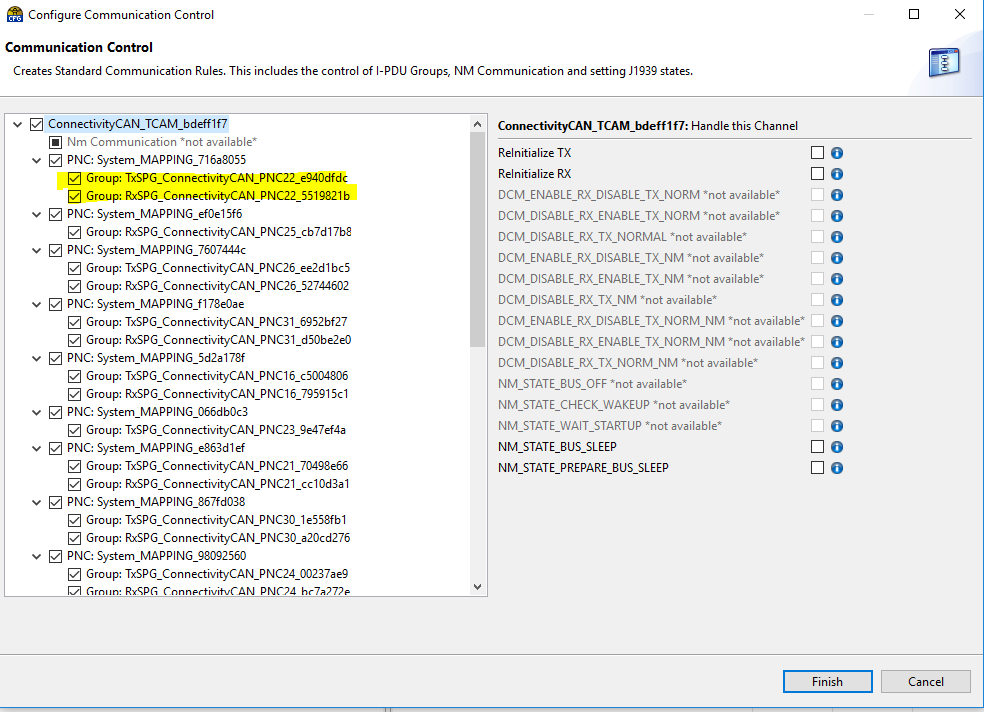 CFG Configure Communication Control
Communication Control
Creates Standard Communication Rules. This includes the control of I-PDU Groups, NM Communication and setting J1939 states.
ConnectivityCAN_TCAM_bdeff1f7
Nm Communication *not available*
PNC: System_MAPPING_716a8055
Group: TxSPG_ConnectivityCAN_PNC22_e940dfdc
Group: RxSPG_ConnectivityCAN_PNC22_5519821b
PNC: System_MAPPING_ef0e15f6
Group: RxSPG_ConnectivityCAN_PNC25_cb7d17b8
PNC: System_MAPPING_7607444c
Group: TxSPG_ConnectivityCAN_PNC26_ee2d1bc5
Group: RxSPG_ConnectivityCAN_PNC26_52744602
PNC: System_MAPPING_f178e0ae
Group: TxSPG_ConnectivityCAN_PNC31_6952bf27
Group: RxSPG_ConnectivityCAN_PNC31_d50be2e0
PNC: System_MAPPING_5d2a178f
Group: TxSPG_ConnectivityCAN_PNC16_c5004806
Group: RxSPG_ConnectivityCAN_PNC16_795915c1
PNC: System_MAPPING_066db0c3
Group: TxSPG_ConnectivityCAN_PNC23_9e47ef4a
PNC: System_MAPPING_e863d1ef
Group: TxSPG_ConnectivityCAN_PNC21_70498e66
Group: RxSPG_ConnectivityCAN_PNC21_cc10d3a1
PNC: System_MAPPING_867fd038
Group: TxSPG_ConnectivityCAN_PNC30_1e558fb1
Group: RxSPG_ConnectivityCAN_PNC30_a20cd276
PNC: System_MAPPING_98092560
Group: TxSPG_ConnectivityCAN_PNC24_00237ae9
Group: RxSPG_ConnectivityCAN_PNC24_bc7a272e
ConnectivityCAN_TCAM_bdeff1f7: Handle this Channel
ReInitialize TX
ReInitialize RX
DCM_ENABLE_RX_DISABLE_TX_NORM *not available*
DCM_DISABLE_RX_ENABLE_TX_NORM *not available*
DCM_DISABLE_RX_TX_NORMAL *not available*
DCM_ENABLE_RX_DISABLE_TX_NM *not available*
DCM_DISABLE_RX_ENABLE_TX_NM *not available*
DCM_DISABLE_RX_TX_NM *not available*
DCM_ENABLE_RX_DISABLE_TX_NORM_NM *not available*
DCM_DISABLE_RX_ENABLE_TX_NORM_NM *not available*
DCM_DISABLE_RX_TX_NORM_NM *not available*
NM_STATE_BUS_OFF *not available*
NM_STATE_CHECK_WAKEUP *not available*
NM_STATE_WAIT_STARTUP *not available*
NM_STATE_BUS_SLEEP
NM_STATE_PREPARE_BUS_SLEEP
Finish
Cancel